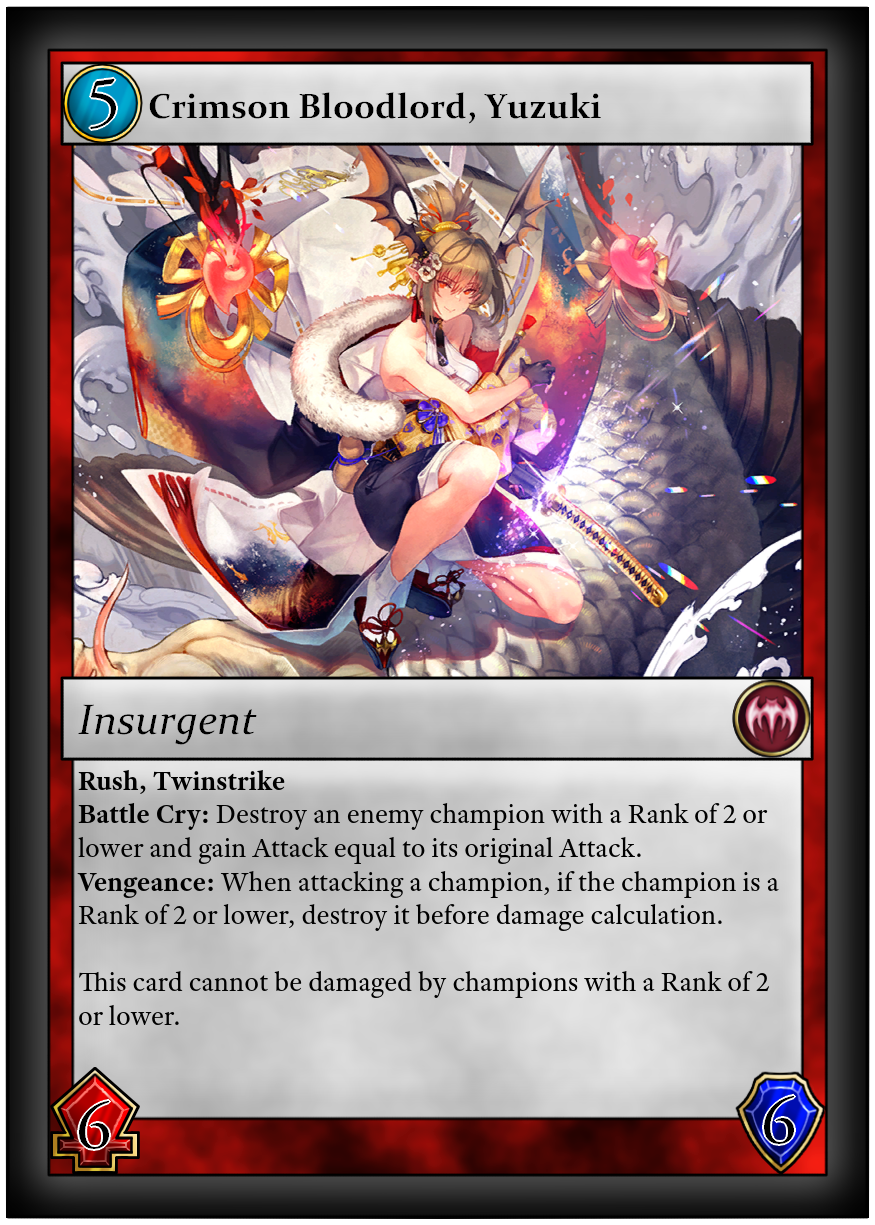 5
Crimson Bloodlord, Yuzuki
Insurgent
Rush, Twinstrike
Battle Cry: Destroy an enemy champion with a Rank of 2 or
lower and gain Attack equal to its original Attack.
Vengeance: When attacking a champion, if the champion is a
Rank of 2 or lower, destroy it before damage calculation.
This card cannot be damaged by champions with a Rank of 2
or lower.
6
6